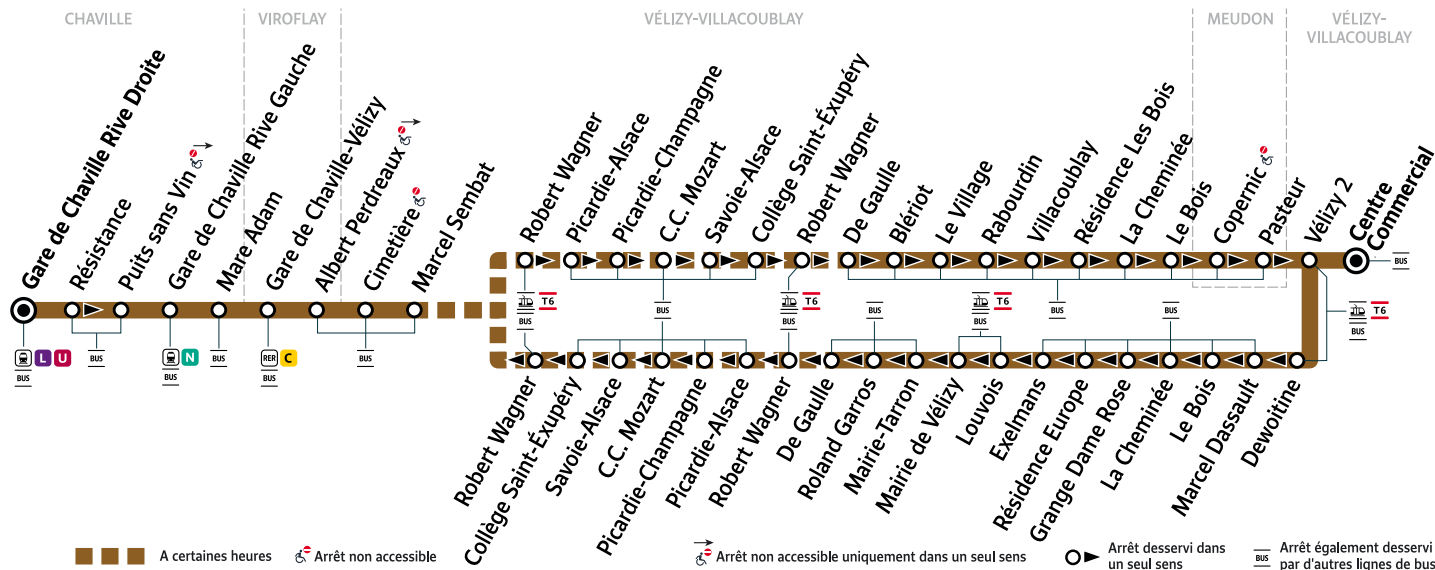 CHAVILLE
VIROFLAY
VÉLIZY-VILLACOUBLAY
MEUDON
VÉLIZY-
VILLACOUBLAY
Gare de Chaville Rive Droite
Résistance
Puits sans Vin
Gare de Chaville Rive Gauche
Mare Adam
Gare de Chaville-Vélizy
Albert Perdreaux
Cimetière
Marcel Sembat
Robert Wagner
Picardie-Alsace
Picardie-Champagne
C.C. Mozart
Savoie-Alsace
Collège Saint-Éxupéry
Robert Wagner
De Gaulle
Blériot
Le Village
Rabourdin
Villacoublay
Résidence Les Bois
La Cheminée
Le Bois
Copernic
Pasteur
Vélizy 2
Centre
Commercial
BUS
T6
BUS
BUS
T6
BUS
BUS
T6
BUS
BUS
BUS
T6
BUS
L U
BUS
BUS
N
BUS
BUS
RER C
BUS
BUS
Robert Wagner
Collège Saint-Éxupéry
Savoie-Alsace
C.C. Mozart
Picardie-Champagne
Picardie-Alsace
Robert Wagner
De Gaulle
Roland Garros
Mairie-Tarron
Mairie de Vélizy
Louvois
Exelmans
Résidence Europe
Grange Dame Rose
La Cheminée
Le Bois
Marcel Dassault
Dewoitine
A certaines heures
Arrêt non accessible
Arrêt non accessible uniquement dans un seul sens
Arrêt desservi dans
un seul sens
BUS
Arrêt également desservi
par d'autres lignes de bus